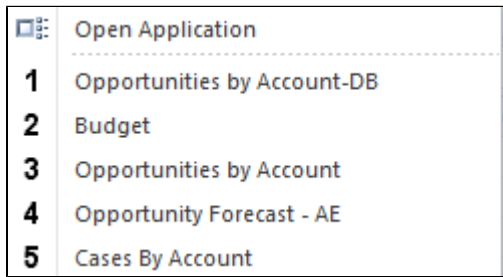 Open Application
1 Opportunities by Account-DB
2 Budget
3 Opportunities by Account
4 Opportunity Forecast - AE
5 Cases By Account